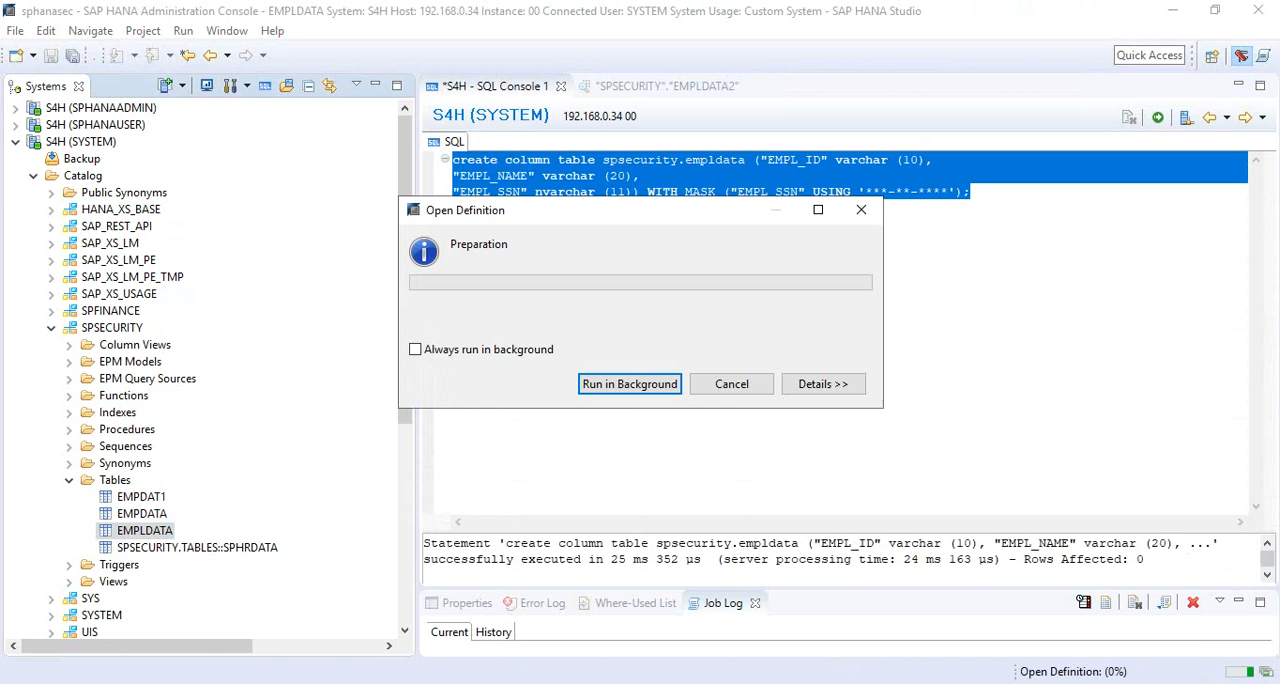 sphanasec - SAP HANA Administration Console - EMPLDATA System: S4H Host: 192.168.0.34 Instance: 00 Connected User: SYSTEM System Usage: Custom System - SAP HANA Studio
File Edit Navigate Project Run Window Help
Quick Access
Systems
S4H (SPHANAADMIN)
S4H (SPHANAUSER)
S4H (SYSTEM)
Backup
Catalog
Public Synonyms
HANA_XS_BASE
SAP_REST_API
SAP_XS_LM
SAP_XS_LM_PE
SAP_XS_LM_PE_TMP
SAP_XS_USAGE
SPFINANCE
SPSECURITY
Column Views
EPM Models
EPM Query Sources
Functions
Indexes
Procedures
Sequences
Synonyms
Tables
EMPDAT1
EMPDATA
EMPLDATA
SPSECURITY.TABLES::SPHRDATA
Triggers
Views
SYS
SYSTEM
UIS
*S4H - SQL Console 1 "SPSECURITY"."EMPLDATA2"
S4H (SYSTEM) 192.168.0.34 00
SQL
create column table spsecurity.empldata ("EMPL_ID" varchar (10),
"EMPL_NAME" varchar (20),
"EMPL_SSN" nvarchar (11)) WITH MASK ("EMPL_SSN" USING '***-**-****');
Open Definition
Preparation
Always run in background
Run in Background Cancel Details >>
Statement 'create column table spsecurity.empldata ("EMPL_ID" varchar (10), "EMPL_NAME" varchar (20), ...'
successfully executed in 25 ms 352 µs (server processing time: 24 ms 163 µs) - Rows Affected: 0
Properties Error Log Where-Used List Job Log
Current History
Open Definition: (0%)